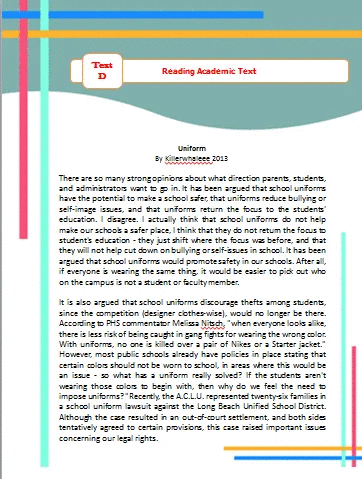 Text
D
Reading Academic Text
Uniform
By Killerwhaleee 2013
There are so many strong opinions about what direction parents, students,
and administrators want to go in. It has been argued that school uniforms
have the potential to make a school safer, that uniforms reduce bullying or
self-image issues, and that uniforms return the focus to the students'
education. I disagree. I actually think that school uniforms do not help
make our schools a safer place, I think that they do not return the focus to
student's education - they just shift where the focus was before, and that
they will not help cut down on bullying or self-issues in school. It has been
argued that school uniforms would promote safety in our schools. After all,
if everyone is wearing the same thing, it would be easier to pick out who
on the campus is not a student or faculty member.
It is also argued that school uniforms discourage thefts among students,
since the competition (designer clothes-wise), would no longer be there.
According to PHS commentator Melissa Nitsch, "when everyone looks alike,
there is less risk of being caught in gang fights for wearing the wrong color.
With uniforms, no one is killed over a pair of Nikes or a Starter jacket."
However, most public schools already have policies in place stating that
certain colors should not be worn to school, in areas where this would be
an issue - so what has a uniform really solved? If the students aren't
wearing those colors to begin with, then why do we feel the need to
impose uniforms? "Recently, the A.C.L.U. represented twenty-six families in
a school uniform lawsuit against the Long Beach Unified School District.
Although the case resulted in an out-of-court settlement, and both sides
tentatively agreed to certain provisions, this case raised important issues
concerning our legal rights.